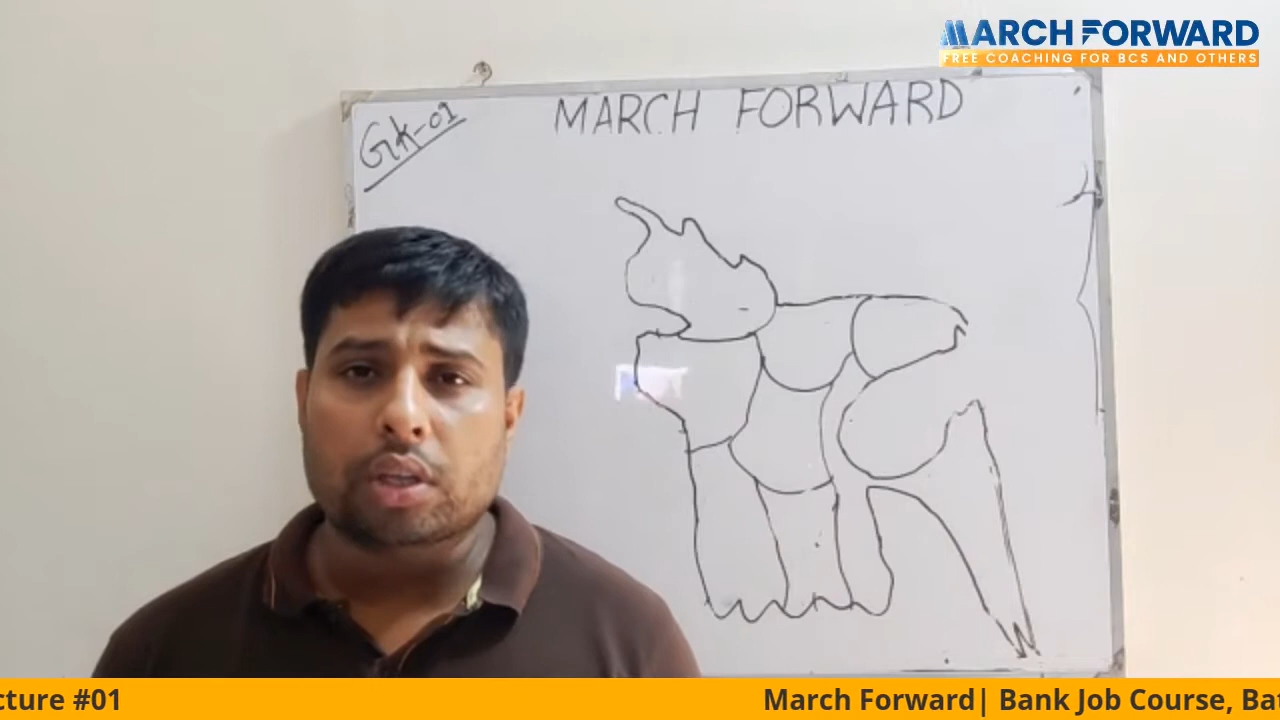 MARCH FORWARD
FREE COACHING FOR BCS AND OTHERS
GK-01
MARCH FORWARD
cture #01
March Forward| Bank Job Course, Bat